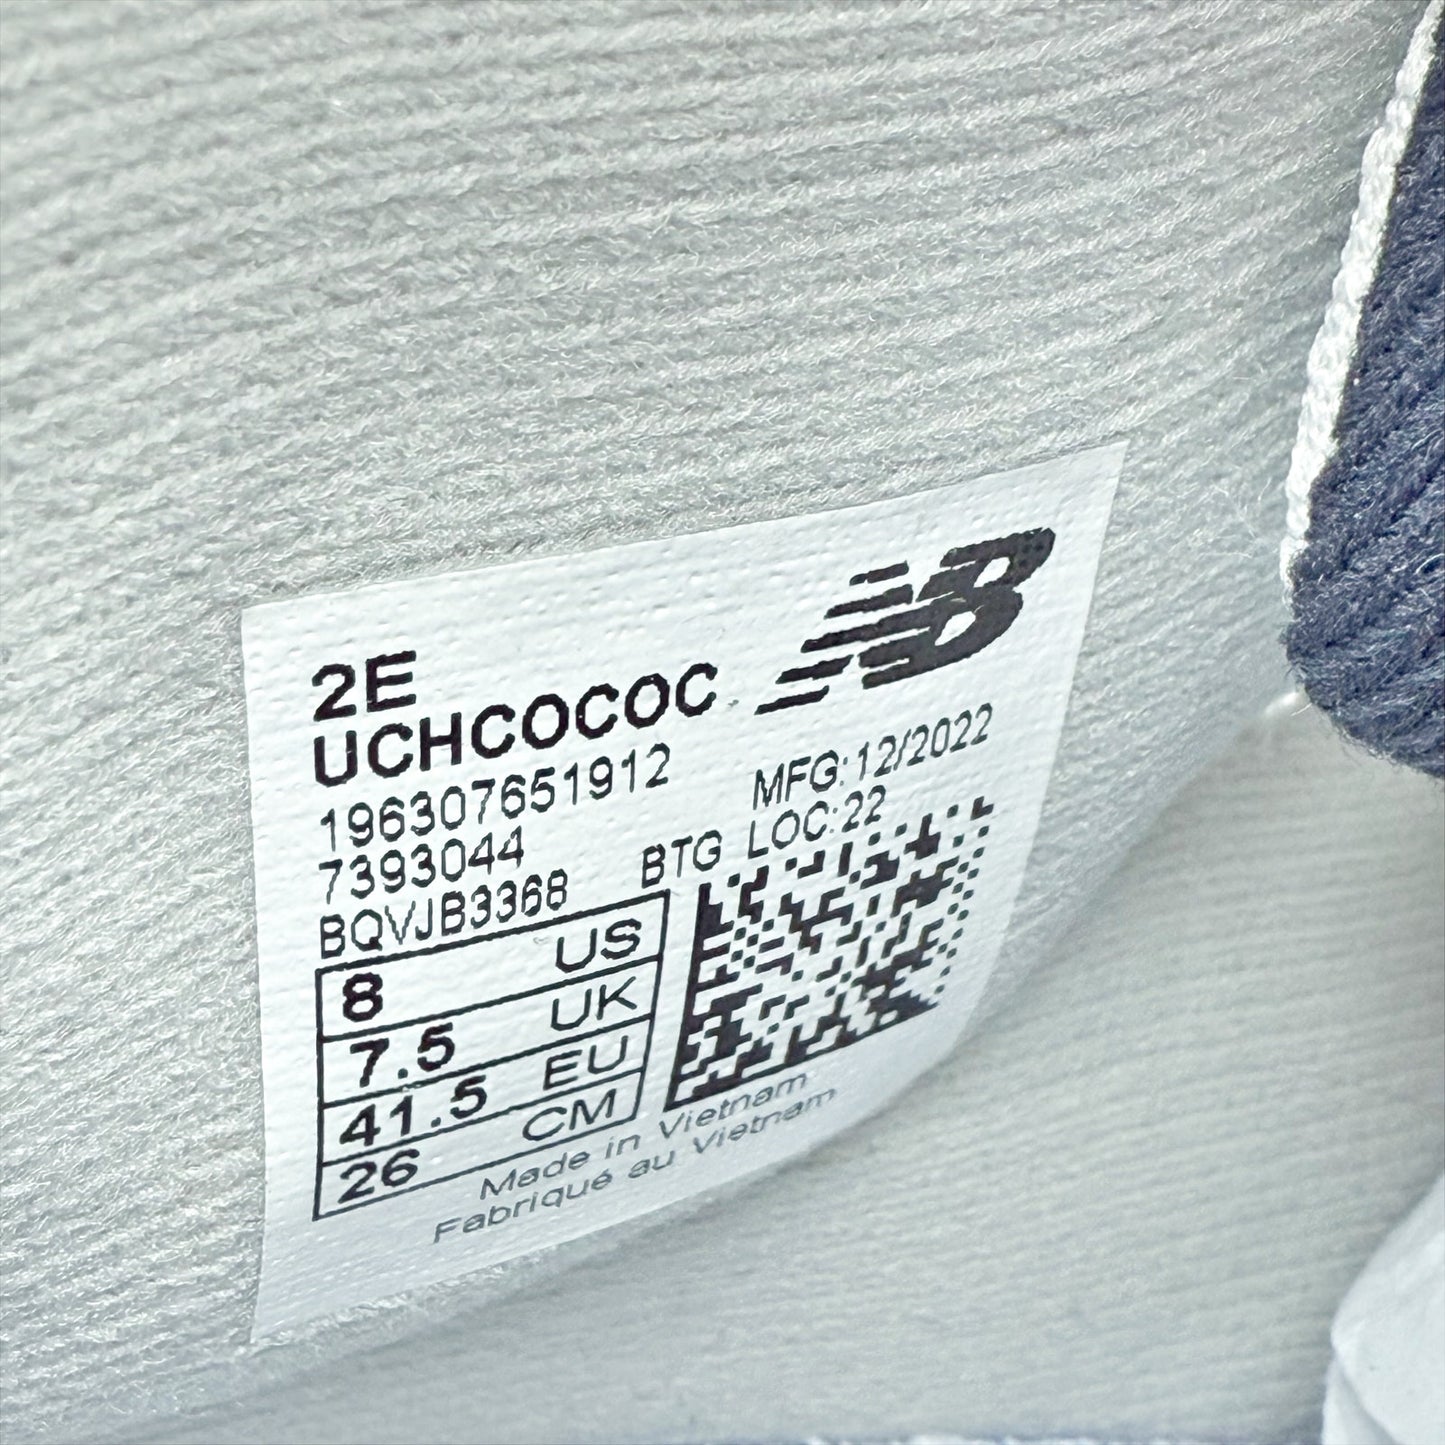 NB
2E
UCHCOCOC
196307651912
7393044
BQVJB3368
BTG
MFG:12/2022
LOC:22
8 US
7.5 UK
41.5 EU
26 CM
Made in Vietnam
Fabriqué au Vietnam